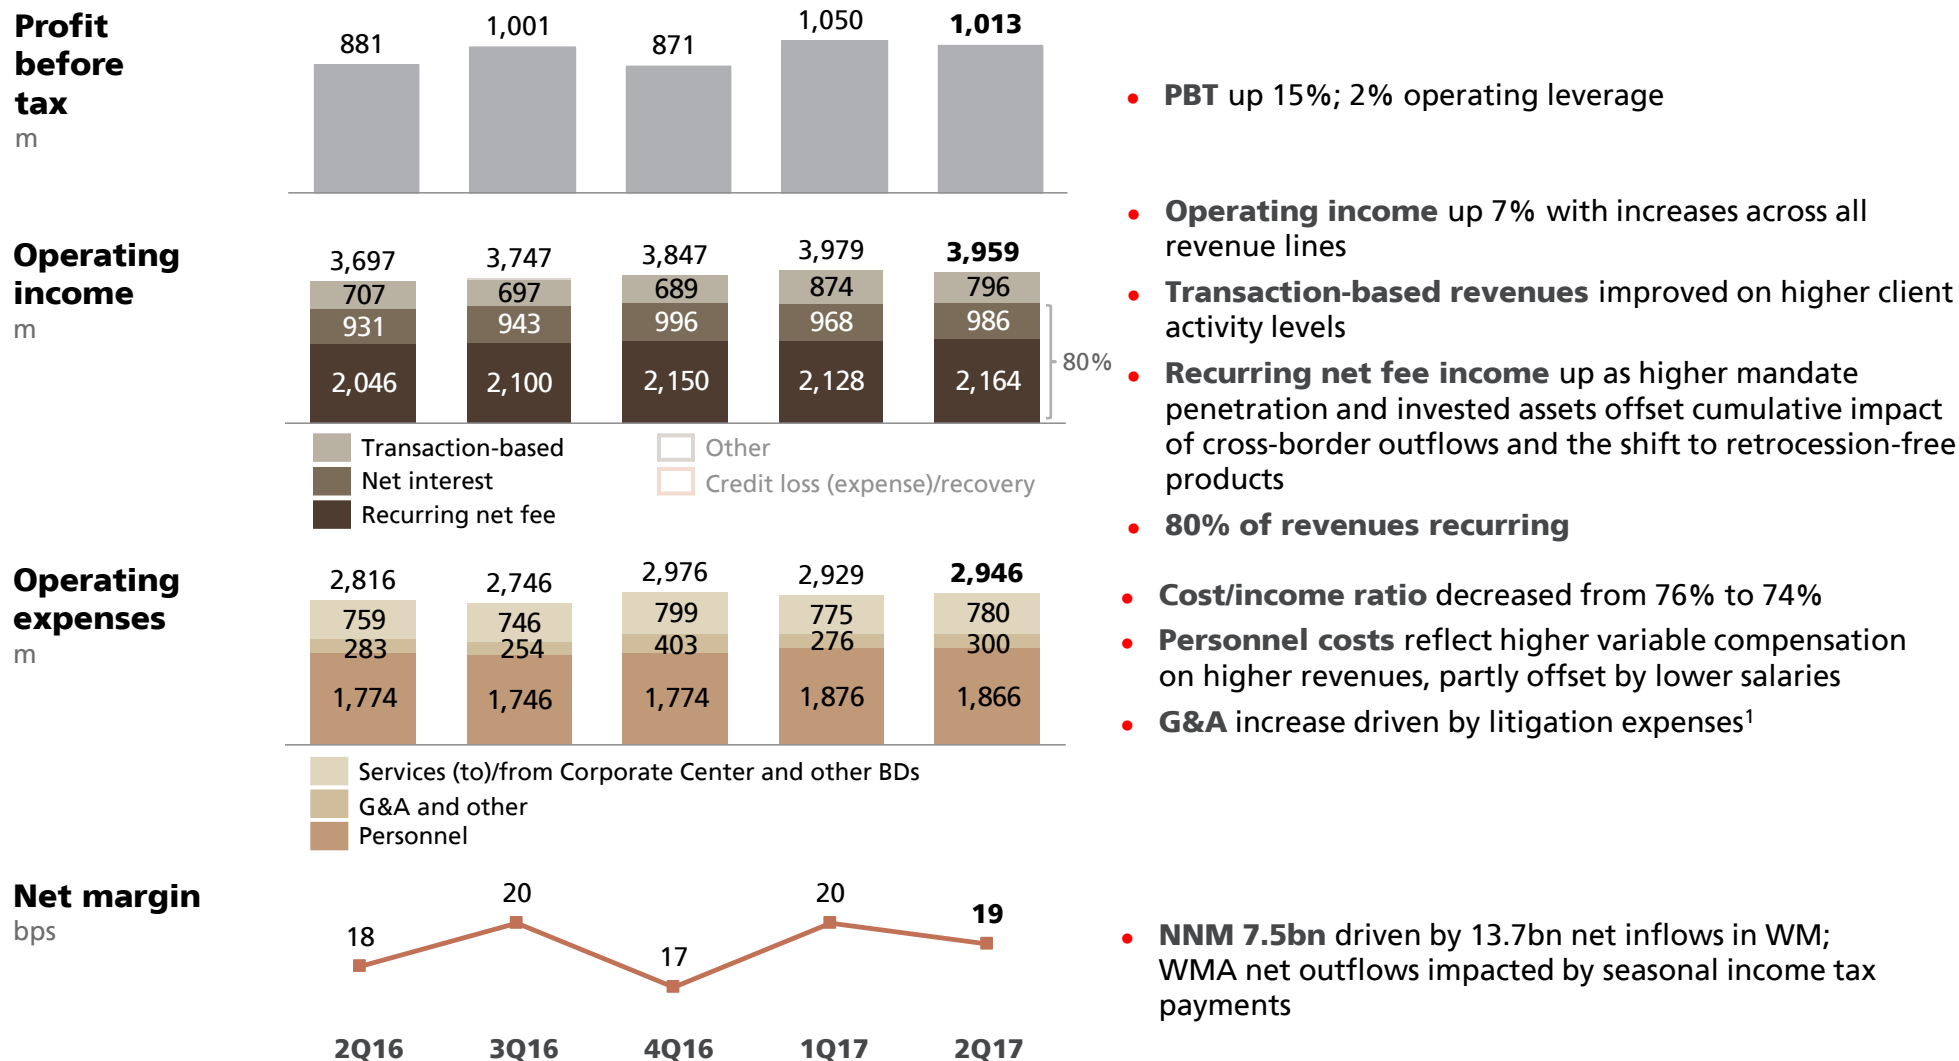 Profit
before
tax
m
881
1,001
871
1,050
1,013
• PBT up 15%; 2% operating leverage
Operating
income
m
3,697
3,747
3,847
3,979
3,959
707
697
689
874
796
931
943
996
968
986
2,046
2,100
2,150
2,128
2,164
80%
Transaction-based
Net interest
Recurring net fee
Other
Credit loss (expense)/recovery
• Operating income up 7% with increases across all
revenue lines
• Transaction-based revenues improved on higher client
activity levels
• Recurring net fee income up as higher mandate
penetration and invested assets offset cumulative impact
of cross-border outflows and the shift to retrocession-free
products
• 80% of revenues recurring
Operating
expenses
m
2,816
2,746
2,976
2,929
2,946
759
746
799
775
780
283
254
403
276
300
1,774
1,746
1,774
1,876
1,866
Services (to)/from Corporate Center and other BDs
G&A and other
Personnel
• Cost/income ratio decreased from 76% to 74%
• Personnel costs reflect higher variable compensation
on higher revenues, partly offset by lower salaries
• G&A increase driven by litigation expenses¹
Net margin
bps
18
20
17
20
19
• NNM 7.5bn driven by 13.7bn net inflows in WM;
WMA net outflows impacted by seasonal income tax
payments
2Q16
3Q16
4Q16
1Q17
2Q17